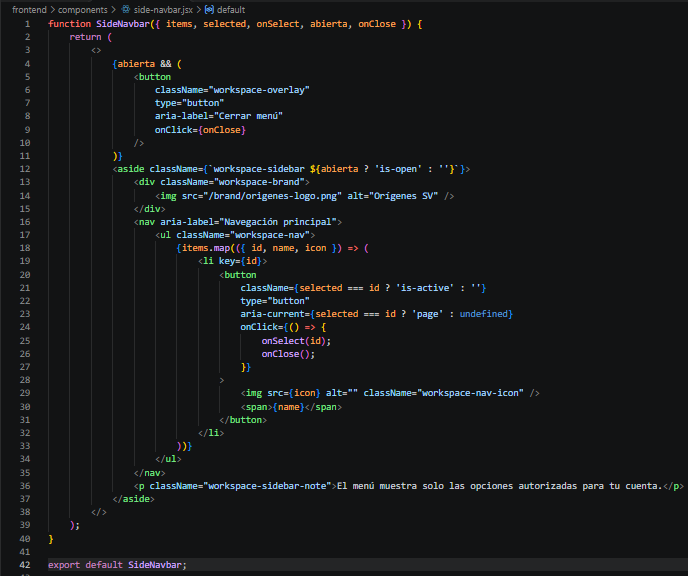 frontend > components > side-navbar.jsx > default
1 function SideNavbar({ items, selected, onSelect, abierta, onClose }) {
2 return (
3 <>
4 {abierta && (
5 <button
6 className="workspace-overlay"
7 type="button"
8 aria-label="Cerrar menú"
9 onClick={onClose}
10 />
11 )}
12 <aside className={`workspace-sidebar ${abierta ? 'is-open' : ''}`}>
13 <div className="workspace-brand">
14 <img src="/brand/origenes-logo.png" alt="Orígenes SV" />
15 </div>
16 <nav aria-label="Navegación principal">
17 <ul className="workspace-nav">
18 {items.map(({ id, name, icon }) => (
19 <li key={id}>
20 <button
21 className={selected === id ? 'is-active' : ''}
22 type="button"
23 aria-current={selected === id ? 'page' : undefined}
24 onClick={() => {
25 onSelect(id);
26 onClose();
27 }}
28 >
29 <img src={icon} alt="" className="workspace-nav-icon" />
30 <span>{name}</span>
31 </button>
32 </li>
33 ))}
34 </ul>
35 </nav>
36 <p className="workspace-sidebar-note">El menú muestra solo las opciones autorizadas para tu cuenta.</p>
37 </aside>
38 </>
39 );
40 }
41
42 export default SideNavbar;